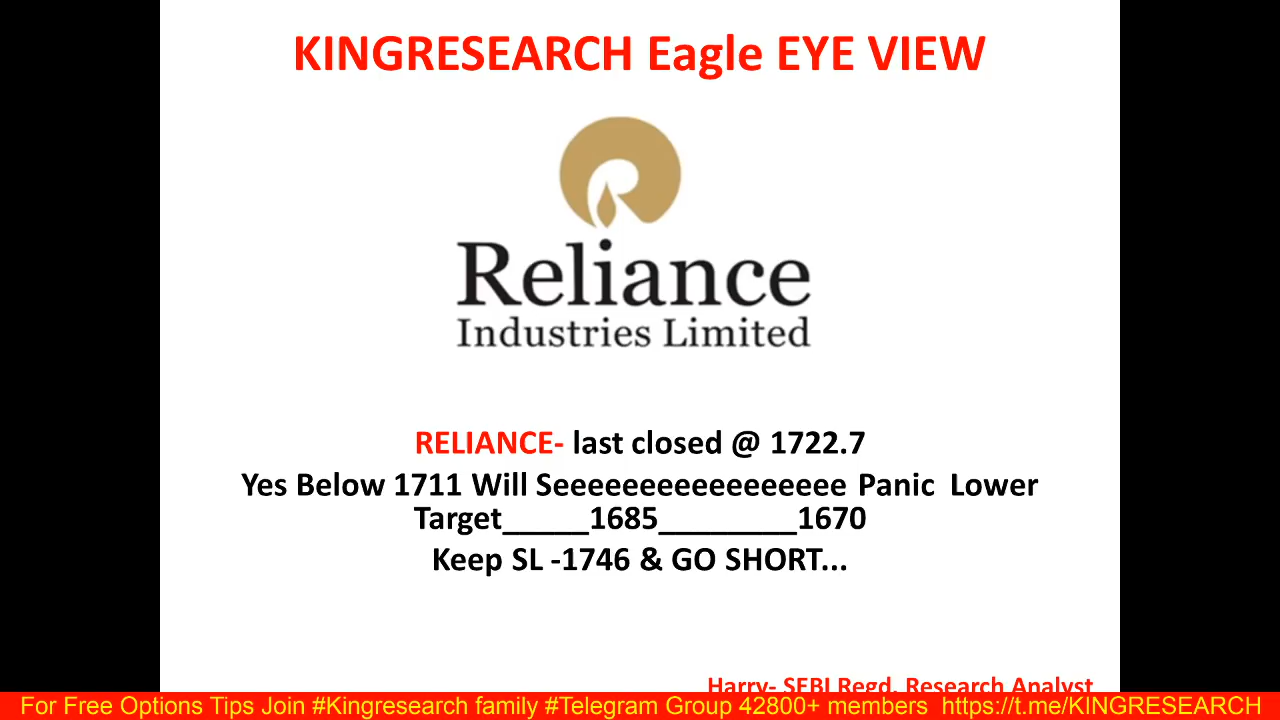 KINGRESEARCH Eagle EYE VIEW
Reliance
Industries Limited
RELIANCE- last closed @ 1722.7
Yes Below 1711 Will Seeeeeeeeeeeeeeeeee Panic  Lower
Target_____1685________1670
Keep SL -1746 & GO SHORT...
Harry- SEBI Regd. Research Analyst
For Free Options Tips Join #Kingresearch family #Telegram Group 42800+ members  https://t.me/KINGRESEARCH